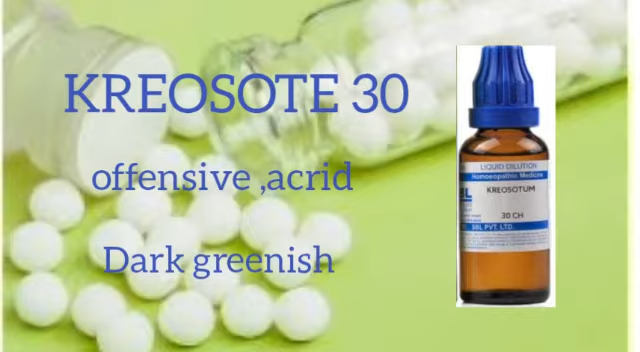 KREOSOTE 30
offensive ,acrid
Dark greenish
LIQUID DILUTION
Homoeopathic Medicine
KREOSOTUM
30 CH
SBL PVT. LTD.